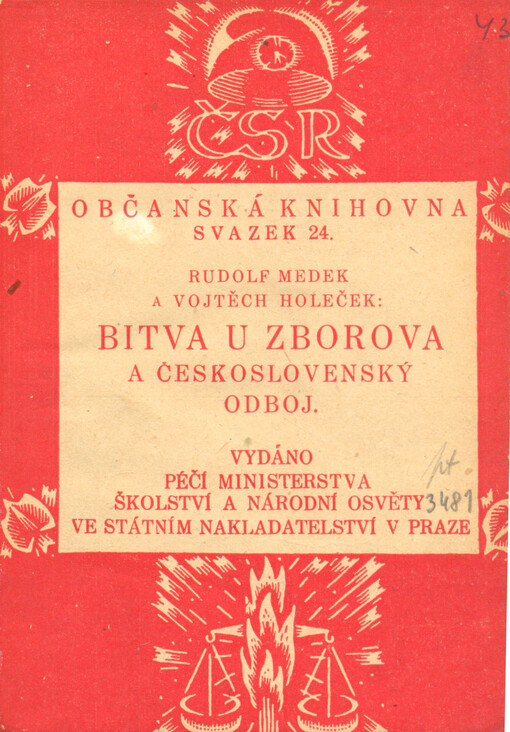 43
ČSR
OBČANSKÁ KNIHOVNA
SVAZEK 24.
RUDOLF MEDEK
A VOJTĚCH HOLEČEK:
BITVA U ZBOROVA
A ČESKOSLOVENSKÝ
ODBOJ.
VYDÁNO
PÉČÍ MINISTERSTVA
ŠKOLSTVÍ A NÁRODNÍ OSVĚTY
3481
VE STÁTNÍM NAKLADATELSTVÍ V PRAZE